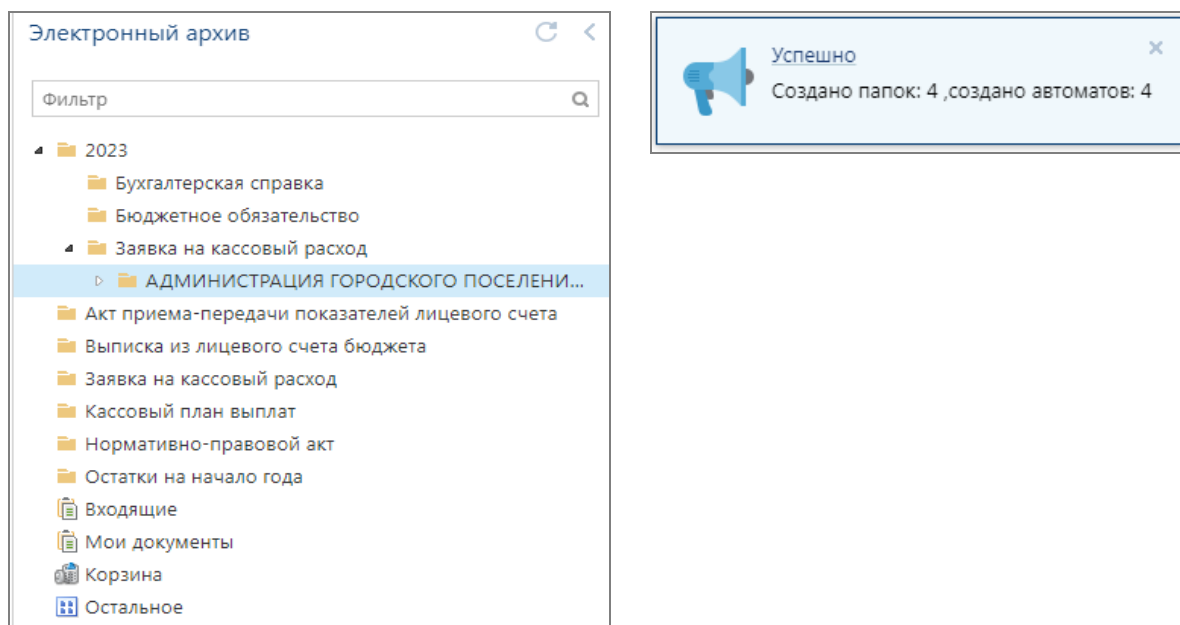 Электронный архив
Фильтр
2023
Бухгалтерская справка
Бюджетное обязательство
Заявка на кассовый расход
АДМИНИСТРАЦИЯ ГОРОДСКОГО ПОСЕЛЕНИ...
Акт приема-передачи показателей лицевого счета
Выписка из лицевого счета бюджета
Заявка на кассовый расход
Кассовый план выплат
Нормативно-правовой акт
Остатки на начало года
Входящие
Мои документы
Корзина
Остальное
Успешно
Создано папок: 4 ,создано автоматов: 4